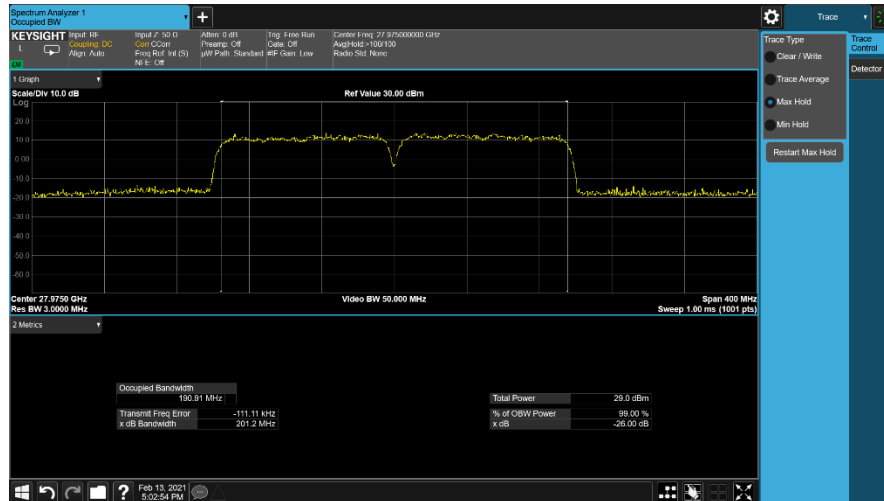 Spectrum Analyzer 1
Occupied BW
+
Trace
KEYSIGHT Input: RF Input Z: 50 Ω Atten: 0 dB Trig: Free Run Center Freq: 27.975000000 GHz
L Coupling: DC Corr CCorr Preamp: Off Gate: Off Avg|Hold:>100/100
Align: Auto Freq Ref: Int (S) µW Path: Standard #IF Gain: Low Radio Std: None
NFE: Off
Trace Type
Clear / Write
Trace Average
Max Hold
Min Hold
Restart Max Hold
Trace
Control
Detector
1 Graph
Scale/Div 10.0 dB Ref Value 30.00 dBm
Log
20.0
10.0
0.00
-10.0
-20.0
-30.0
-40.0
-50.0
-60.0
Center 27.9750 GHz Video BW 50.000 MHz Span 400 MHz
Res BW 3.0000 MHz Sweep 1.00 ms (1001 pts)
2 Metrics
Occupied Bandwidth
190.91 MHz Total Power 29.0 dBm
Transmit Freq Error -111.11 kHz % of OBW Power 99.00 %
x dB Bandwidth 201.2 MHz x dB -26.00 dB
? Feb 13, 2021
5:02:54 PM